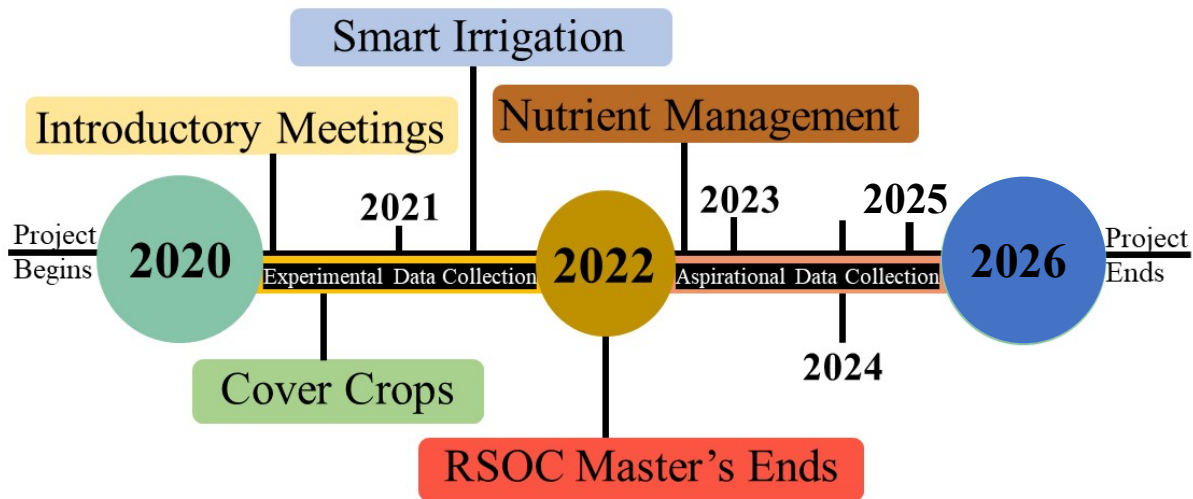 Smart Irrigation
Introductory Meetings
Nutrient Management
2021
2023
2025
Project
Begins
2020
Experimental Data Collection
2022
Aspirational Data Collection
2026
Project
Ends
2024
Cover Crops
RSOC Master’s Ends